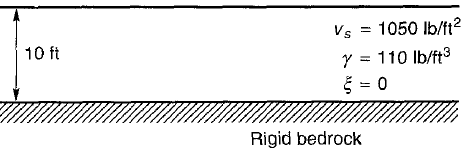 v_s = 1050 lb/ft²
10 ft
γ = 110 lb/ft³
ξ = 0
Rigid bedrock